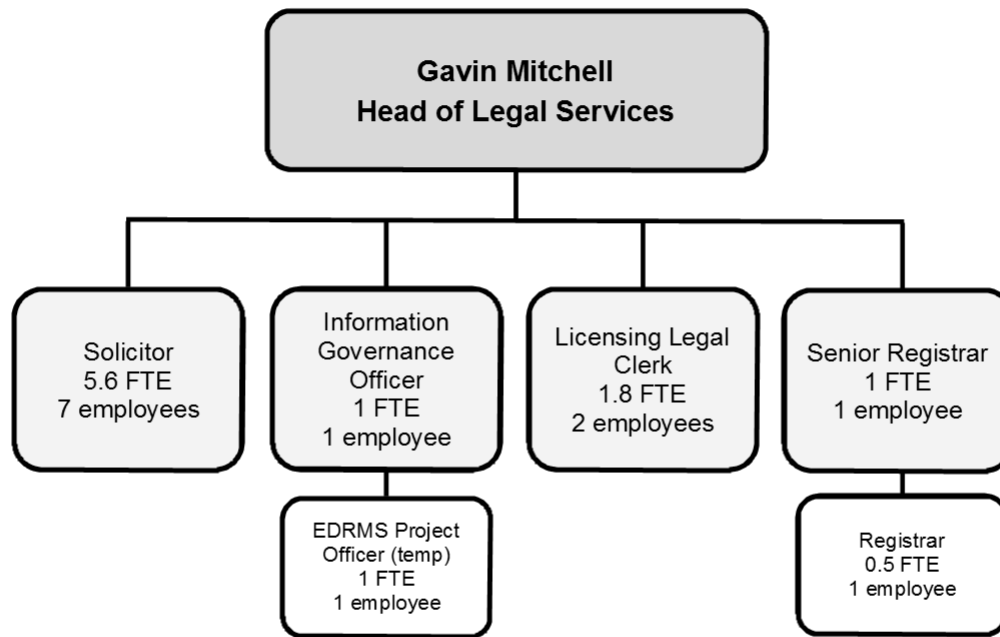 Gavin Mitchell
Head of Legal Services
Solicitor
5.6 FTE
7 employees
Information
Governance
Officer
1 FTE
1 employee
Licensing Legal
Clerk
1.8 FTE
2 employees
Senior Registrar
1 FTE
1 employee
EDRMS Project
Officer (temp)
1 FTE
1 employee
Registrar
0.5 FTE
1 employee